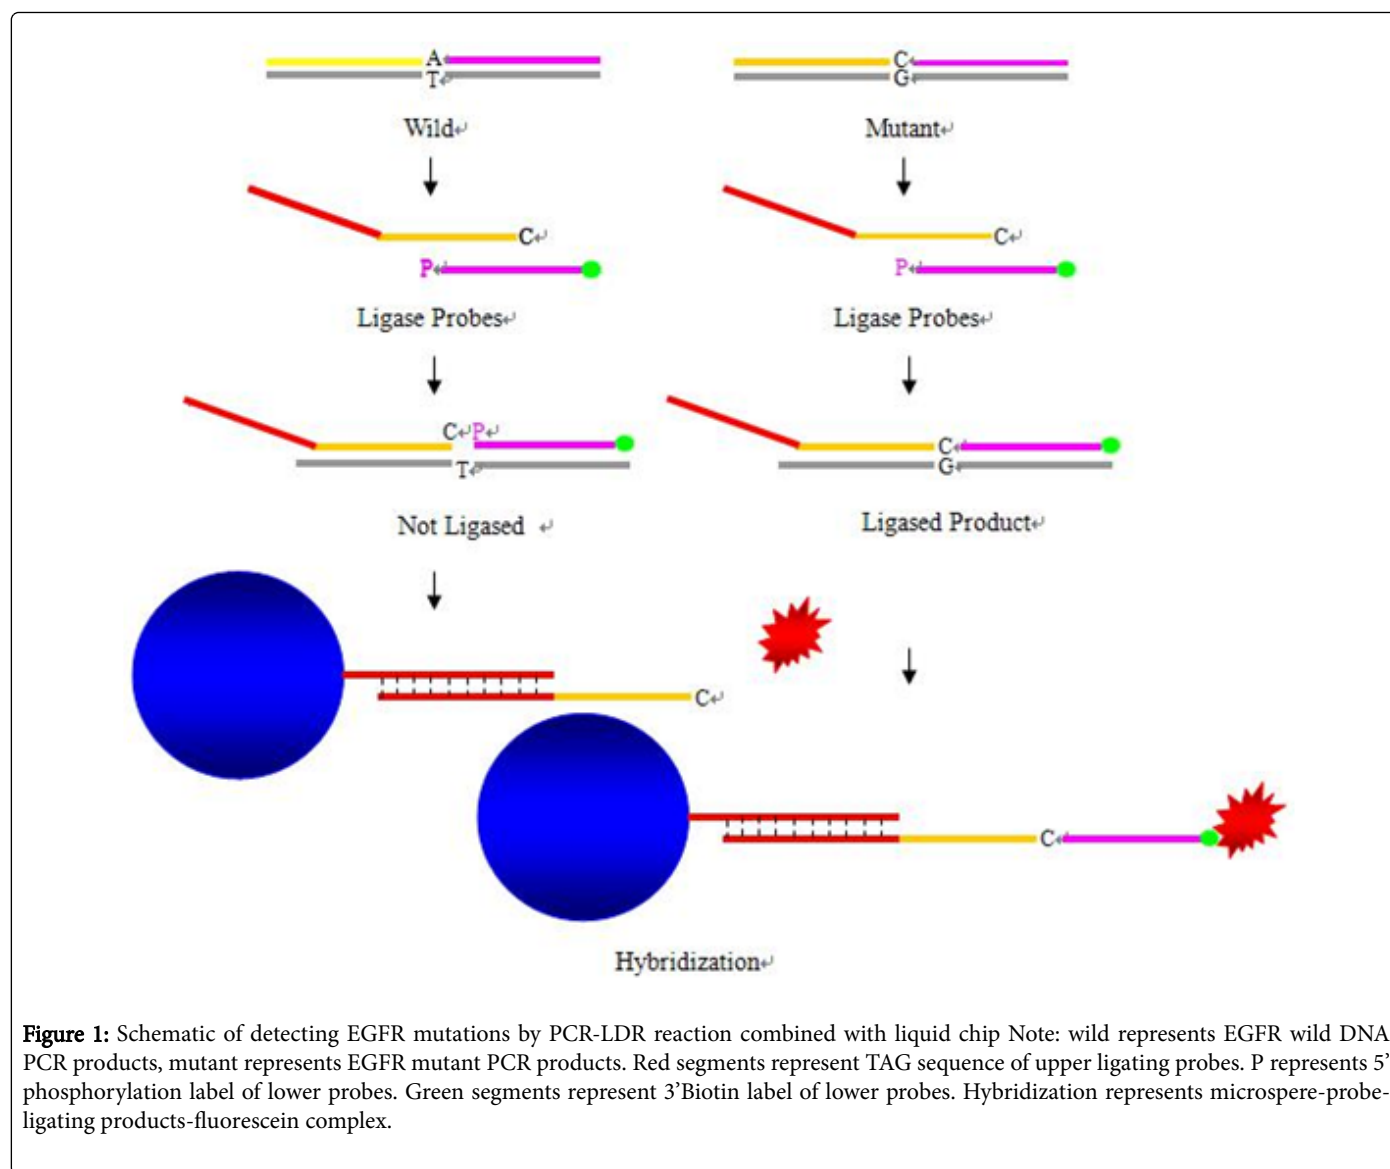 A↵ C↵
T↵ G↵
Wild↵ Mutant↵
C↵ C↵
P↵ P↵
Ligase Probes↵ Ligase Probes↵
C↵P↵ C↵
T↵ G↵
Not Ligased ↵ Ligased Product↵
C↵
C↵
Hybridization↵
Figure 1: Schematic of detecting EGFR mutations by PCR-LDR reaction combined with liquid chip Note: wild represents EGFR wild DNA
PCR products, mutant represents EGFR mutant PCR products. Red segments represent TAG sequence of upper ligating probes. P represents 5’
phosphorylation label of lower probes. Green segments represent 3’Biotin label of lower probes. Hybridization represents microspere-probe-
ligating products-fluorescein complex.